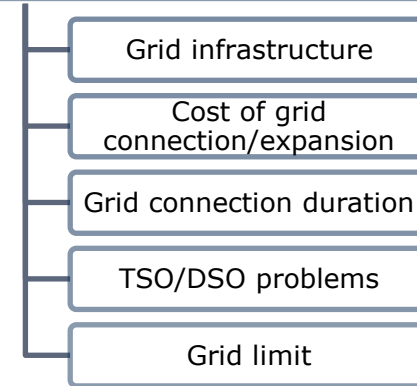 Grid infrastructure
Cost of grid
connection/expansion
Grid connection duration
TSO/DSO problems
Grid limit